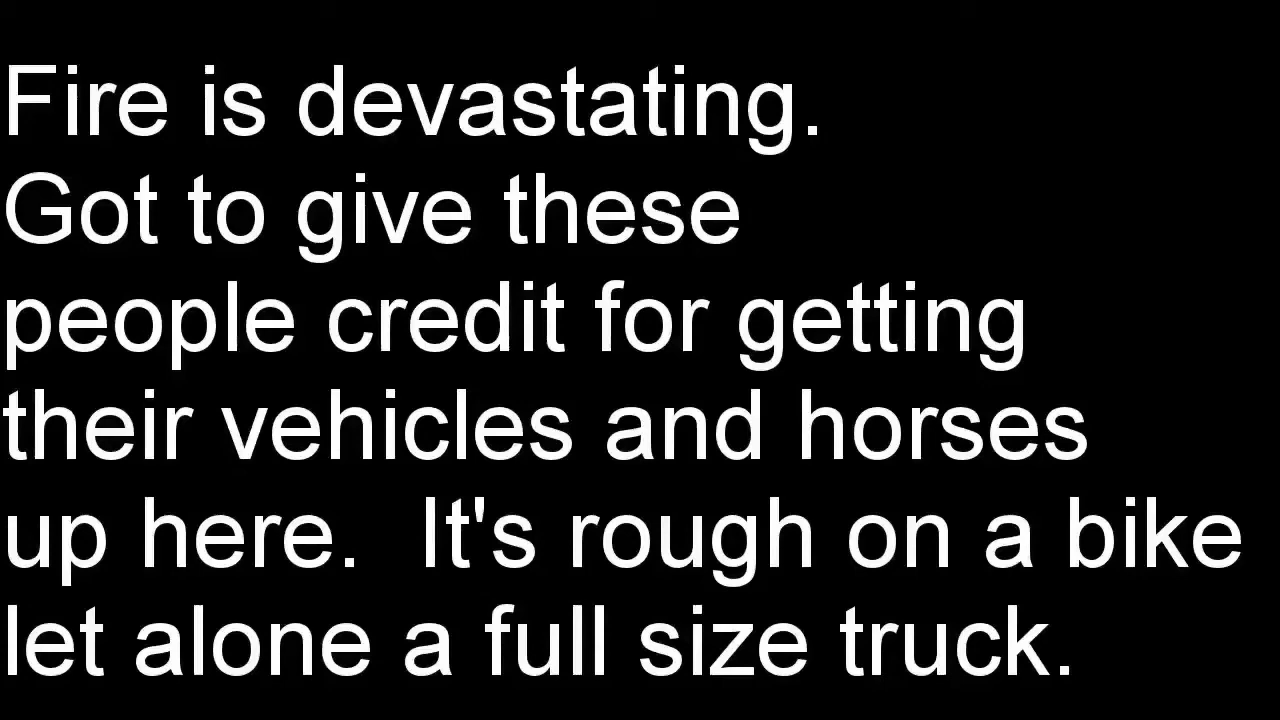 Fire is devastating.
Got to give these
people credit for getting
their vehicles and horses
up here.  It's rough on a bike
let alone a full size truck.